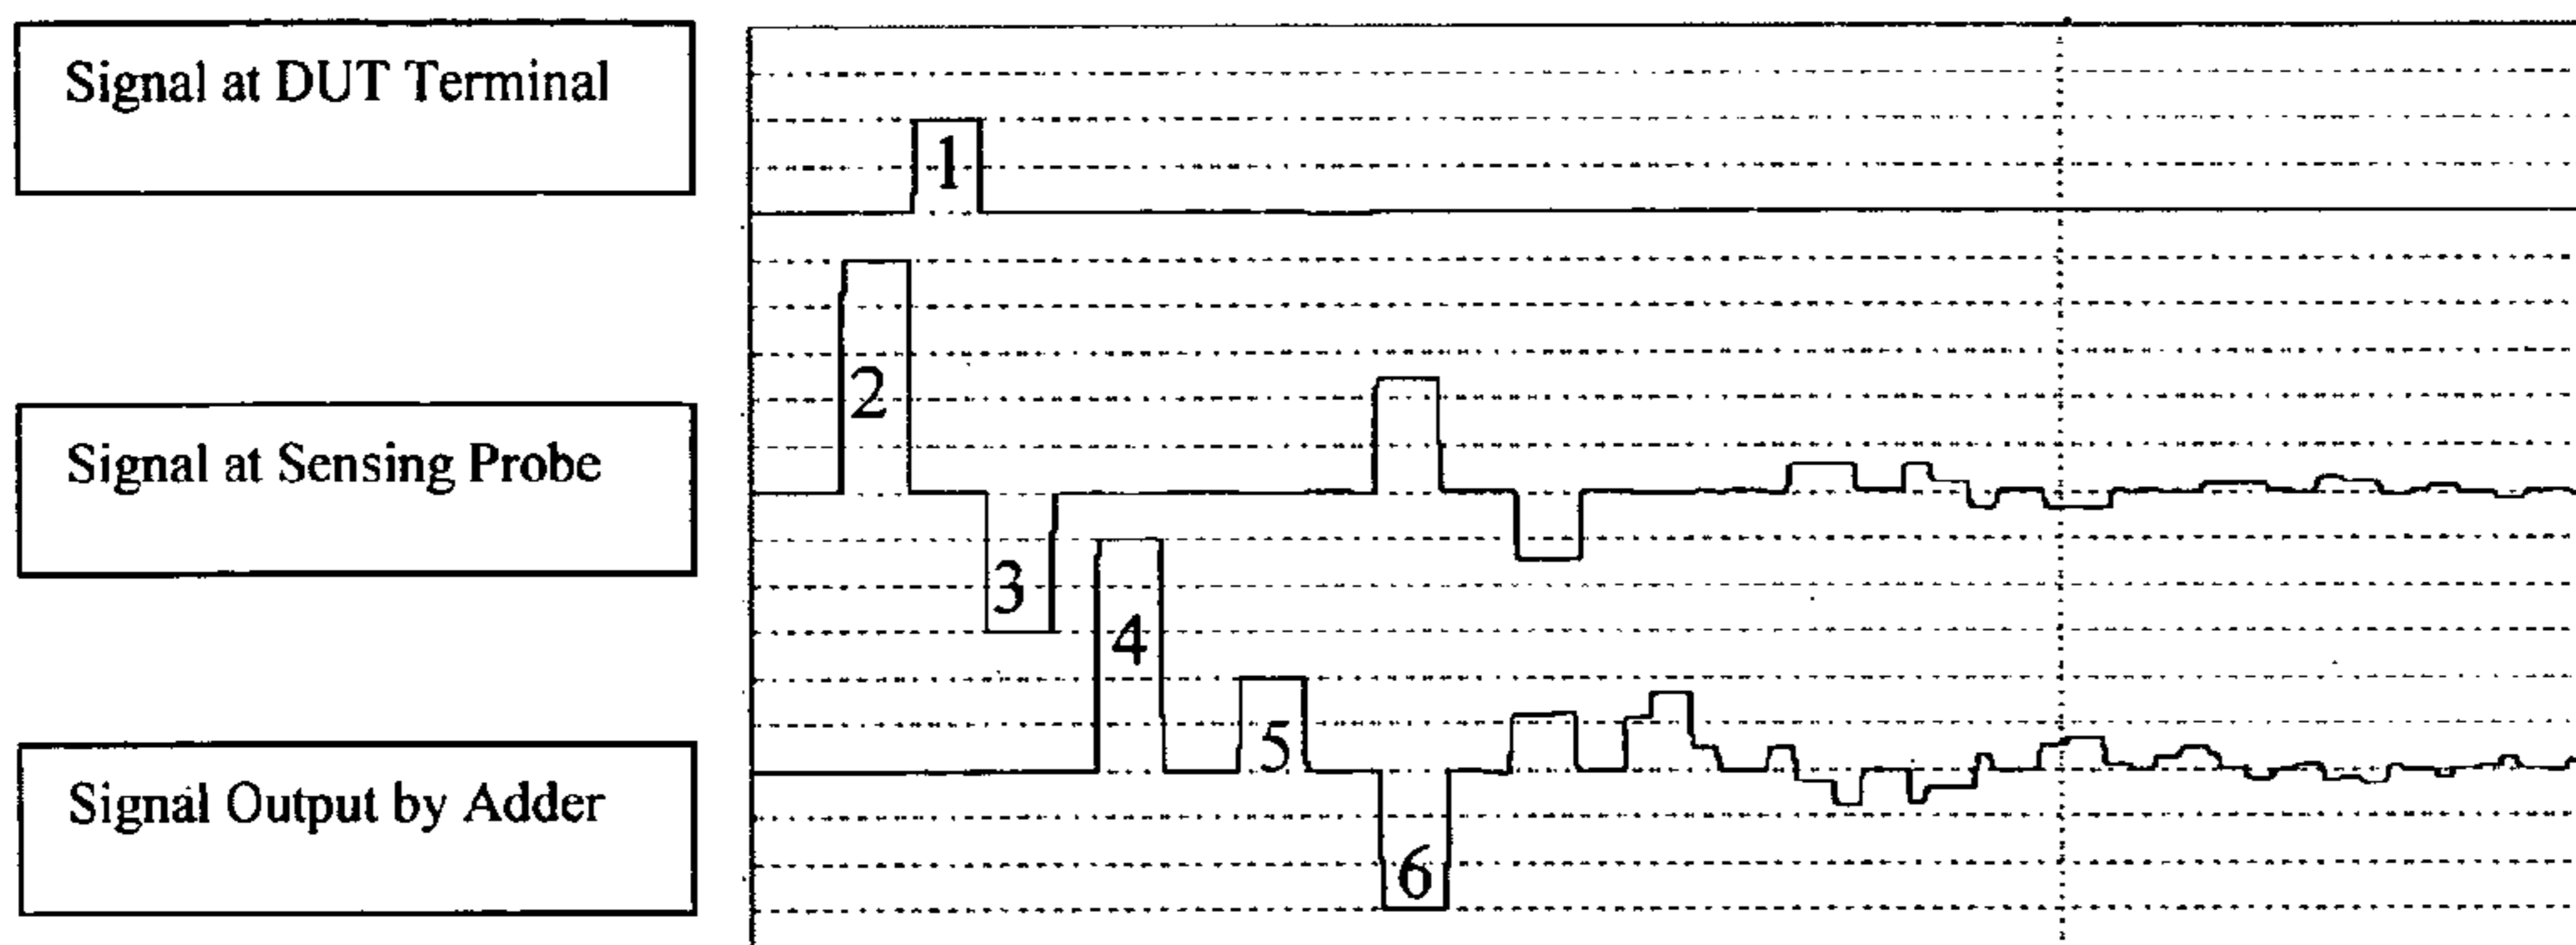 Signal at DUT Terminal
1
2
Signal at Sensing Probe
3
4
5
Signal Output by Adder
6